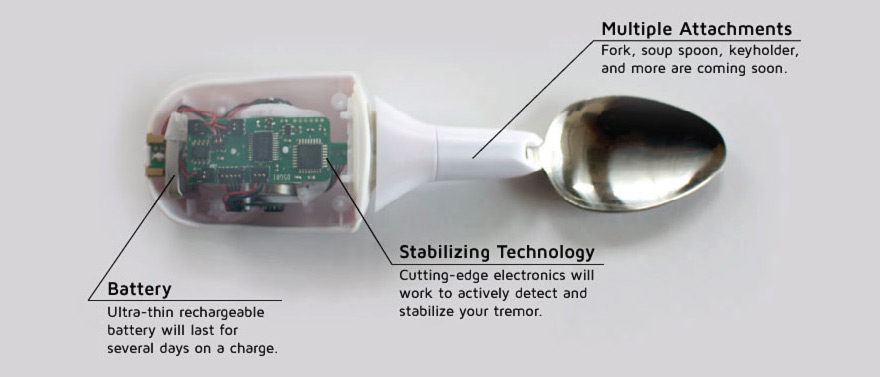 Multiple Attachments
Fork, soup spoon, keyholder,
and more are coming soon.
Stabilizing Technology
Cutting-edge electronics will
work to actively detect and
stabilize your tremor.
Battery
Ultra-thin rechargeable
battery will last for
several days on a charge.